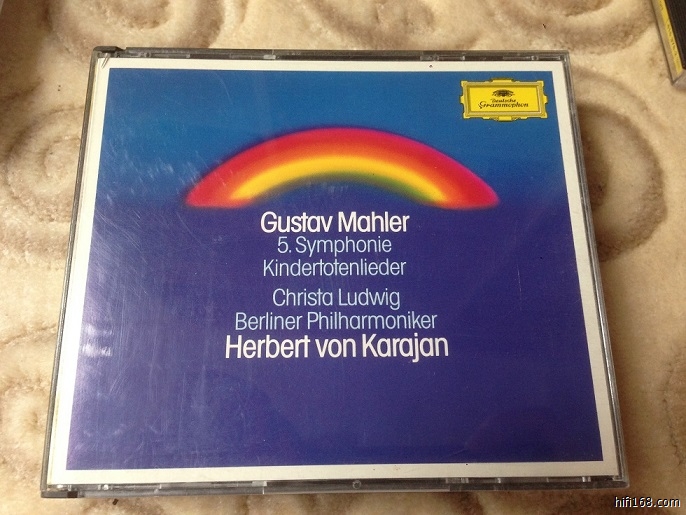 Deutsche
Grammophon
Gustav Mahler
5. Symphonie
Kindertotenlieder
Christa Ludwig
Berliner Philharmoniker
Herbert von Karajan
hifi168.com